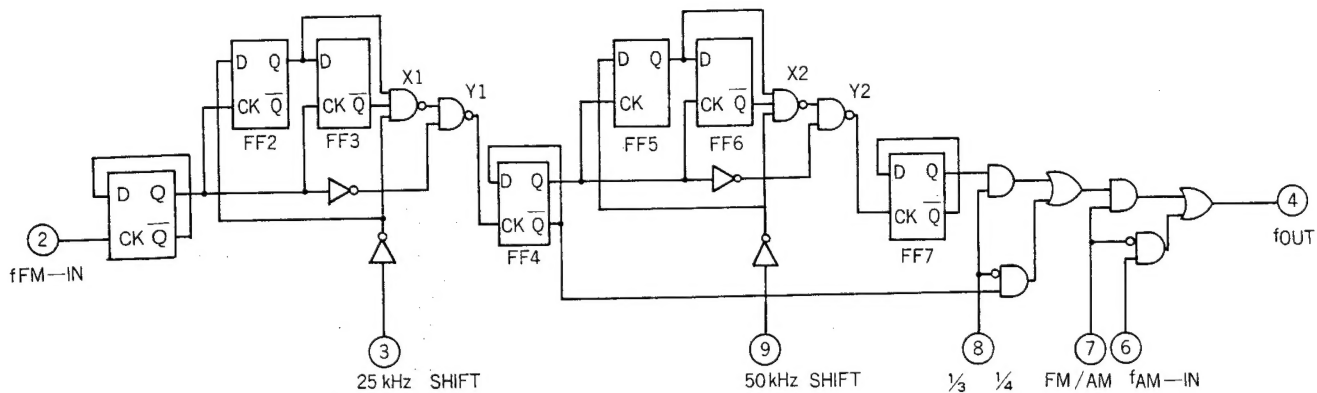 D Q
CK Q̅
FF2
D
CK Q̅
FF3
X1
Y1
D Q
CK Q̅
② fFM—IN
③ 25 kHz SHIFT
D Q
CK Q̅
FF4
D Q
CK
FF5
D
CK Q̅
FF6
X2
Y2
⑨ 50 kHz SHIFT
D Q
CK Q̅
FF7
⑧ ⅓ ¼
⑦ FM/AM
⑥ fAM—IN
④ fOUT